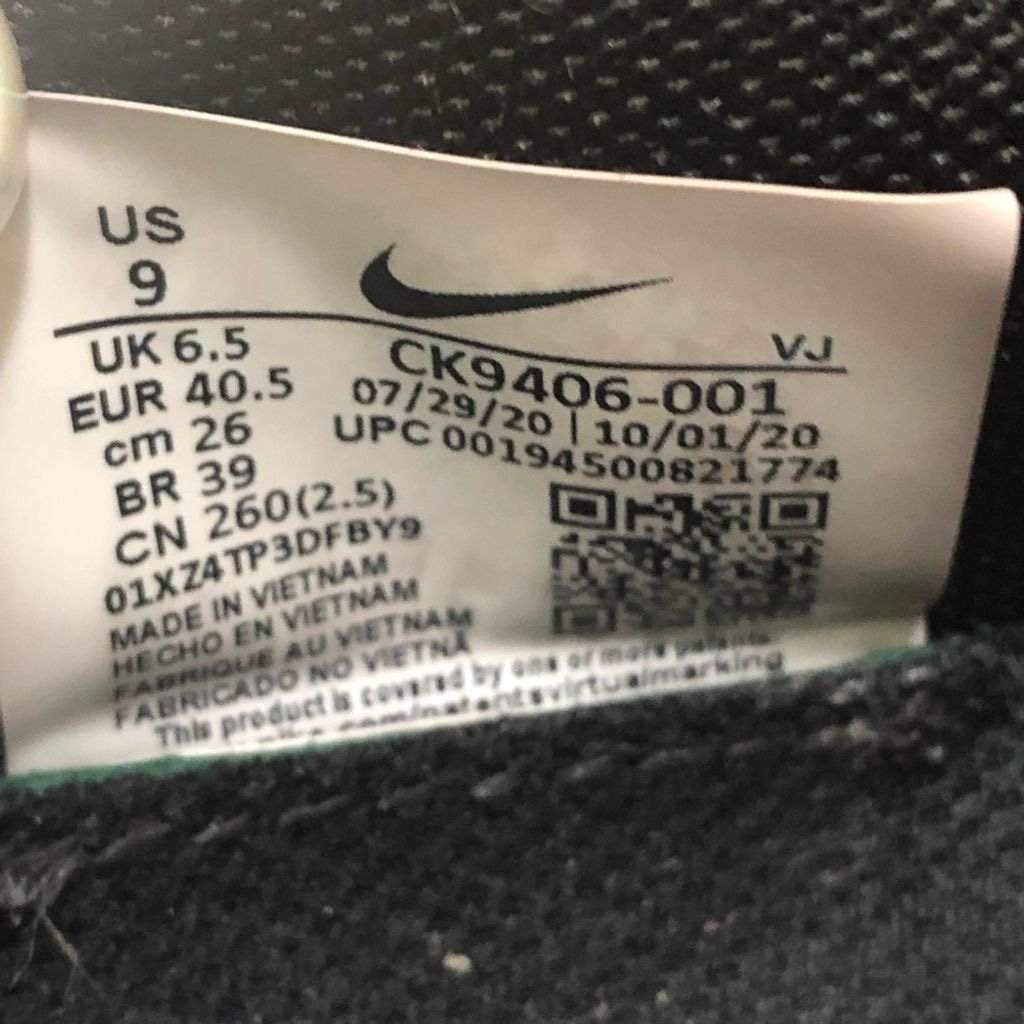 US
9
UK 6.5
EUR 40.5
cm 26
BR 39
CN 260(2.5)
01XZ4TP3DFBY9
MADE IN VIETNAM
HECHO EN VIETNAM
FABRIQUE AU VIETNAM
FABRICADO NO VIETNÃ
VJ
CK9406-001
07/29/20 | 10/01/20
UPC 00194500821774
This product is covered by one or more patents